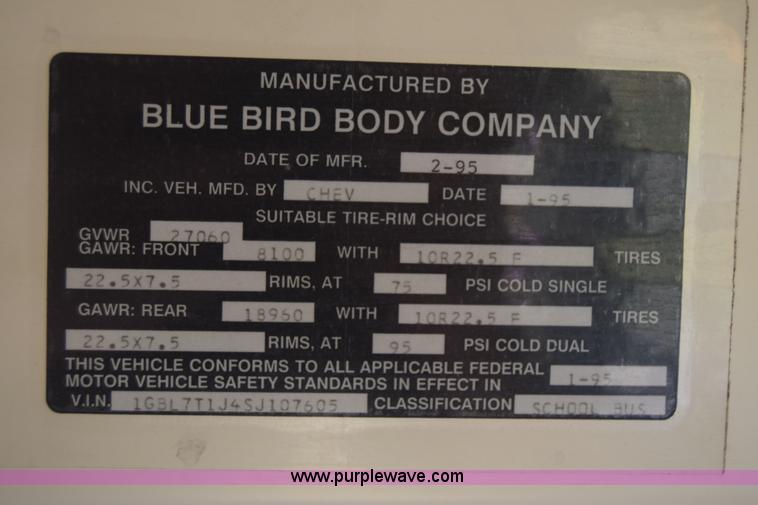 MANUFACTURED BY
BLUE BIRD BODY COMPANY
DATE OF MFR. 2-95
INC. VEH. MFD. BY CHEV DATE 1-95
SUITABLE TIRE-RIM CHOICE
GVWR 27060
GAWR: FRONT 8100 WITH 10R22.5 F TIRES
22.5X7.5 RIMS, AT 75 PSI COLD SINGLE
GAWR: REAR 18960 WITH 10R22.5 F TIRES
22.5X7.5 RIMS, AT 95 PSI COLD DUAL
THIS VEHICLE CONFORMS TO ALL APPLICABLE FEDERAL
MOTOR VEHICLE SAFETY STANDARDS IN EFFECT IN 1-95
V.I.N. 1GBL7T1J4SJ107605 CLASSIFICATION SCHOOL BUS
www.purplewave.com